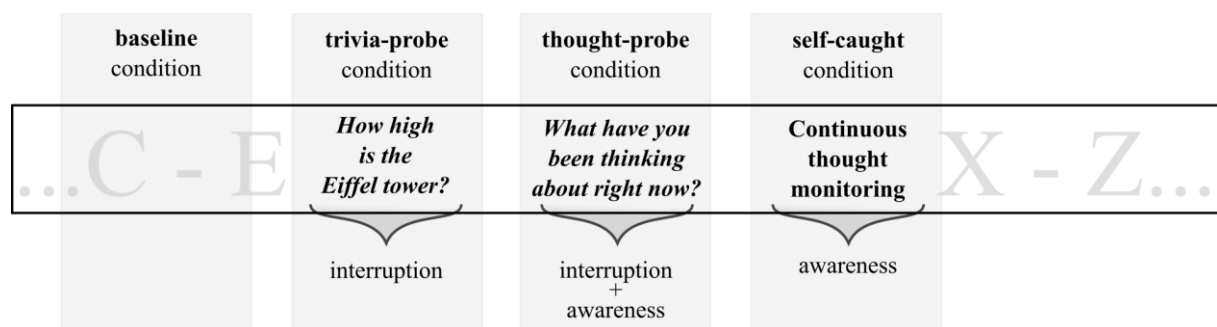 baseline
condition
trivia-probe
condition
thought-probe
condition
self-caught
condition
...C - E
How high
is the
Eiffel tower?
What have you
been thinking
about right now?
Continuous
thought
monitoring
X - Z...
interruption
interruption
+
awareness
awareness